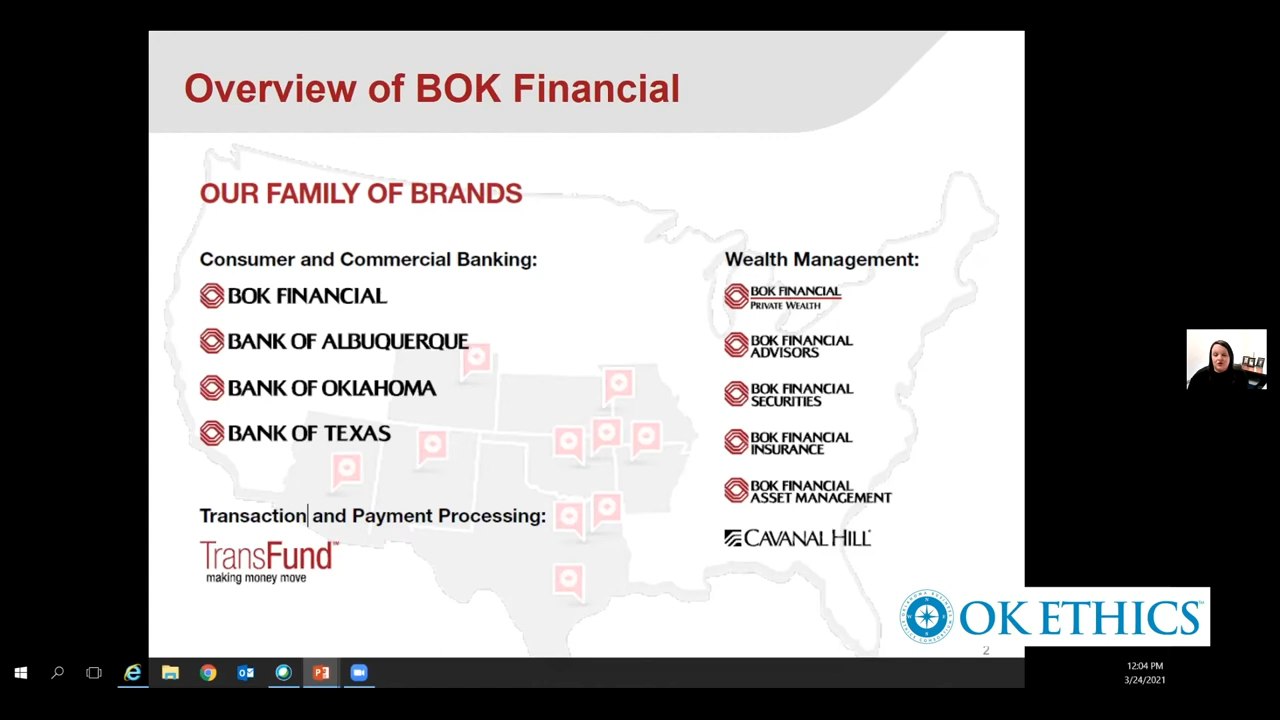 Overview of BOK Financial
OUR FAMILY OF BRANDS
Consumer and Commercial Banking:
BOK FINANCIAL
BANK OF ALBUQUERQUE
BANK OF OKLAHOMA
BANK OF TEXAS
Transaction and Payment Processing:
TransFund™
making money move
Wealth Management:
BOK FINANCIAL
PRIVATE WEALTH
BOK FINANCIAL
ADVISORS
BOK FINANCIAL
SECURITIES
BOK FINANCIAL
INSURANCE
BOK FINANCIAL
ASSET MANAGEMENT
CAVANAL HILL
OK ETHICS
2
12:04 PM
3/24/2021